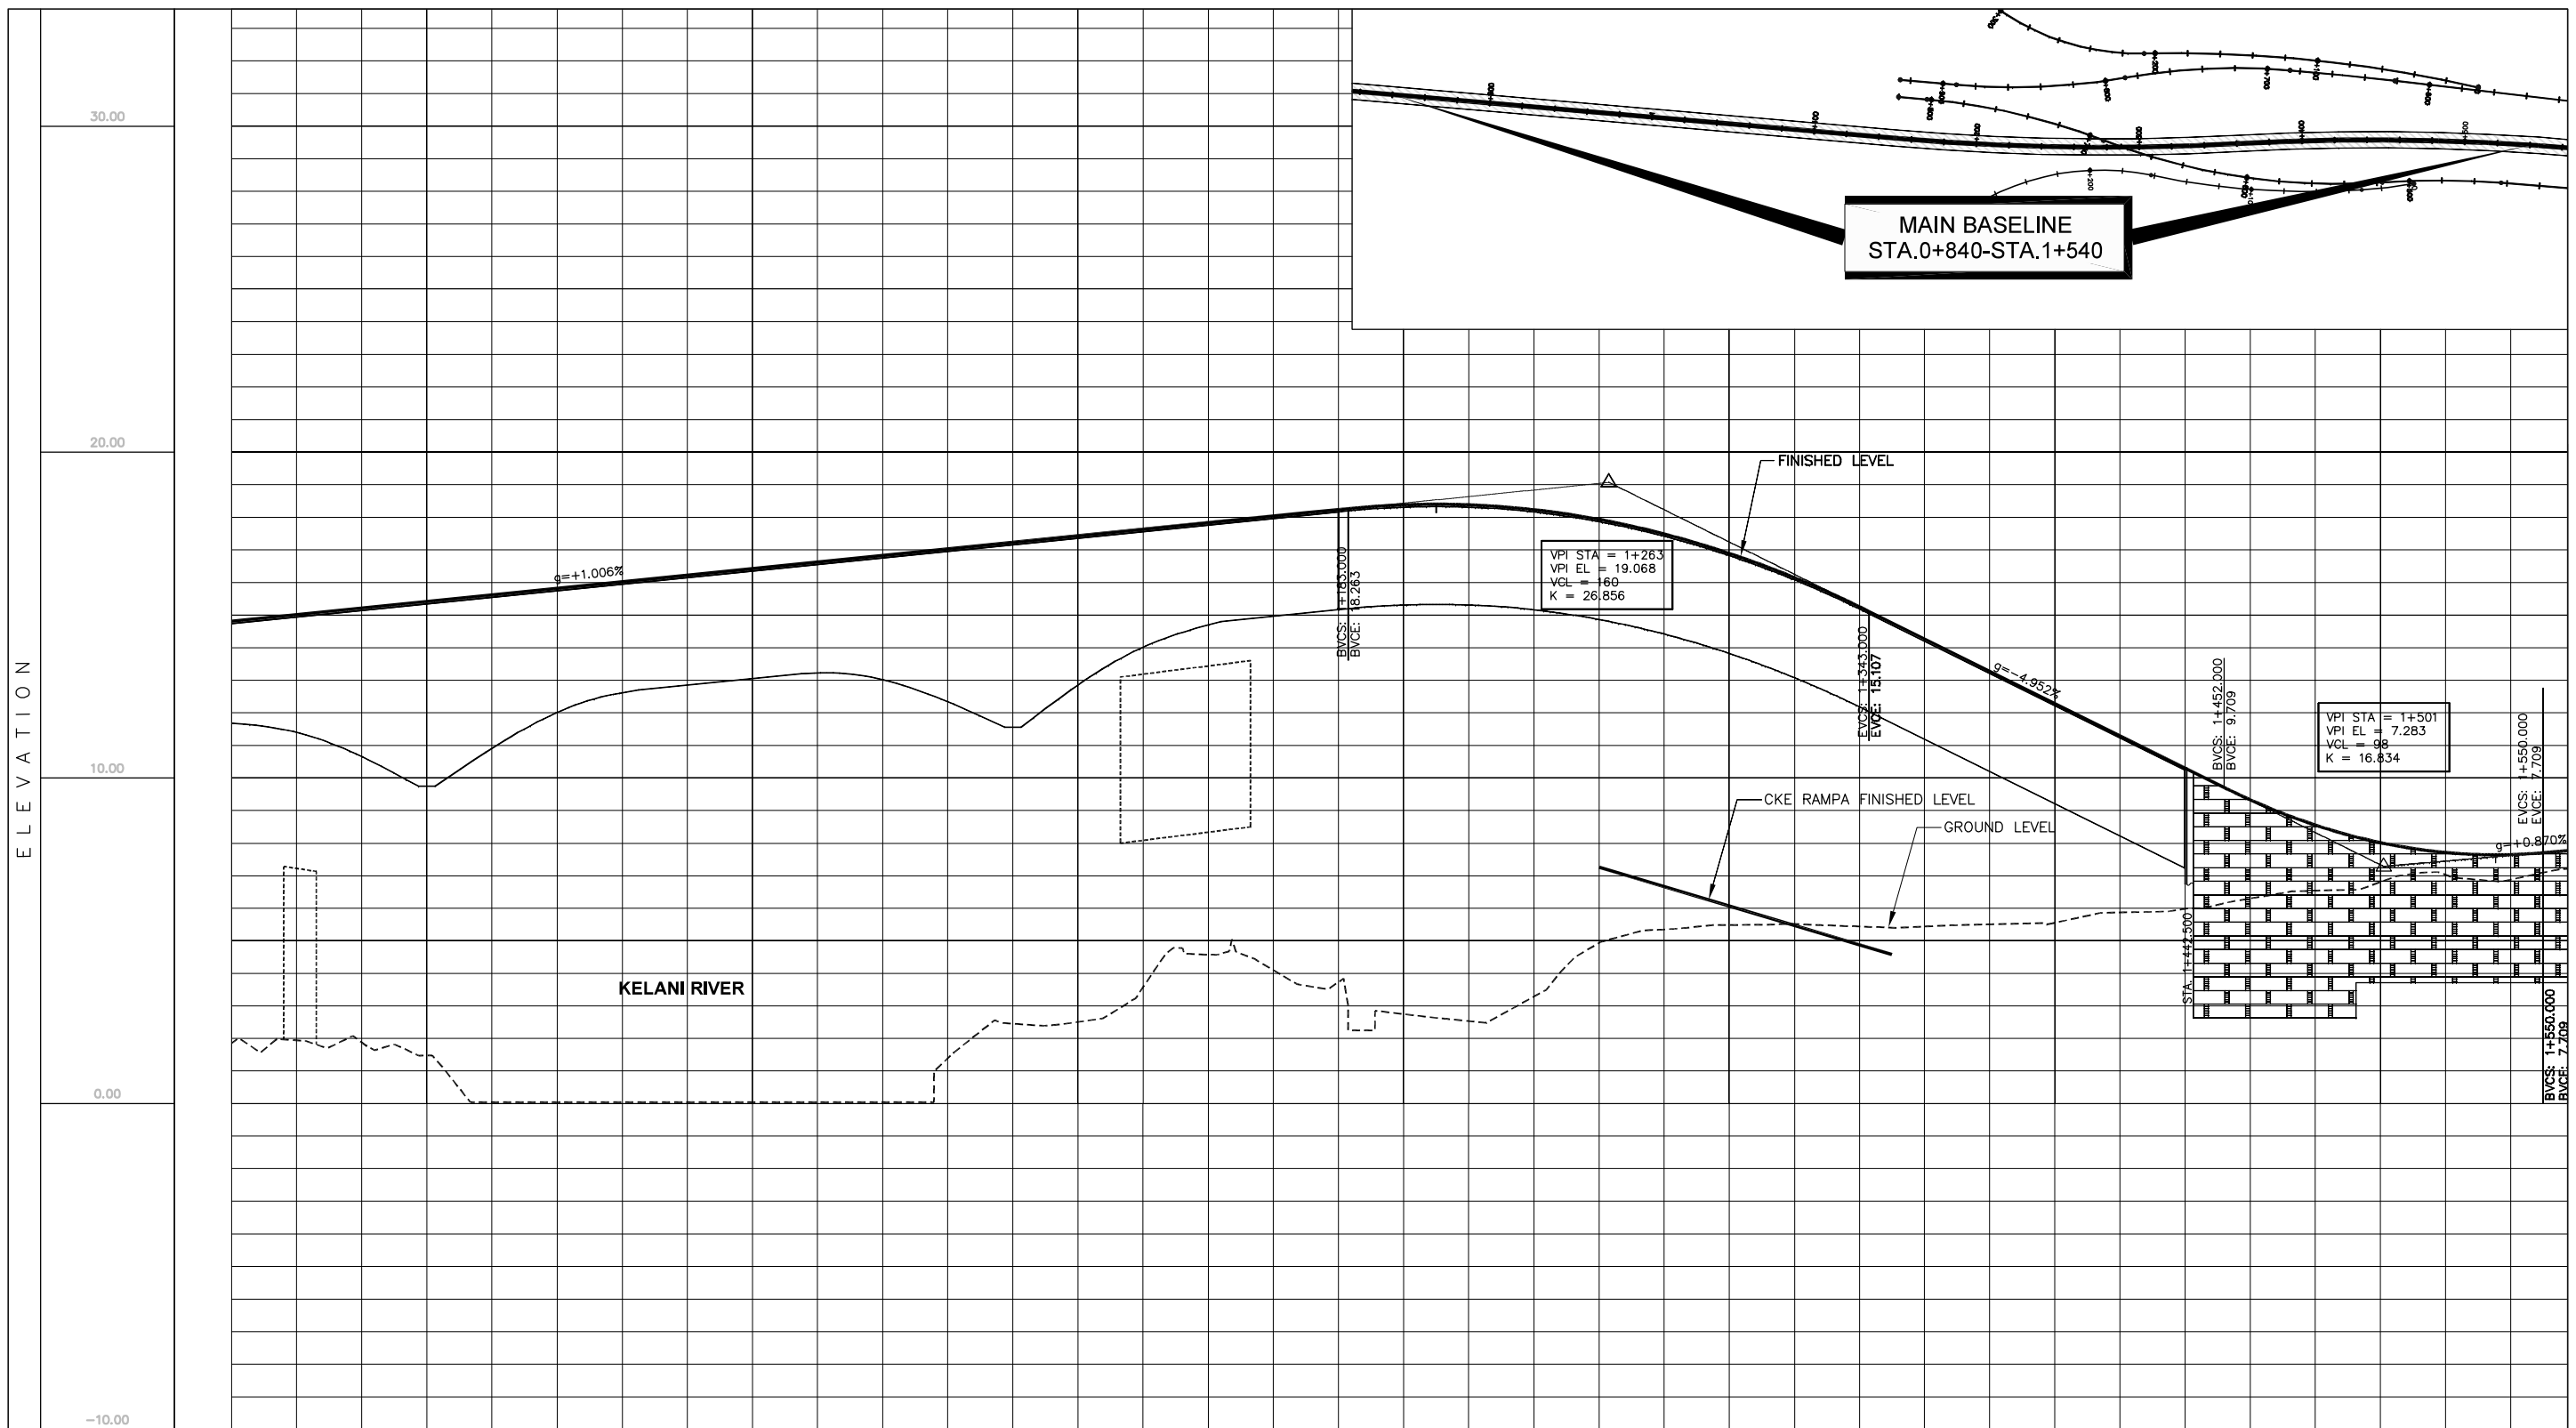 30.00
20.00
10.00
0.00
-10.00
ELEVATION
MAIN BASELINE
STA.0+840-STA.1+540
FINISHED LEVEL
g=+1.006%
BVCS: 1+183.000
BVCE: 18.263
VPI STA = 1+263
VPI EL = 19.068
VCL = 160
K = 26.856
EVCS: 1+343.000
EVCE: 15.107
g=-4.952%
BVCS: 1+452.000
BVCE: 9.709
VPI STA = 1+501
VPI EL = 7.283
VCL = 98
K = 16.834
EVCS: 1+550.000
EVCE: 7.709
g=+0.870%
CKE RAMPA FINISHED LEVEL
GROUND LEVEL
KELANI RIVER
STA. 1+442.500
BVCS: 1+550.000
BVCE: 7.709